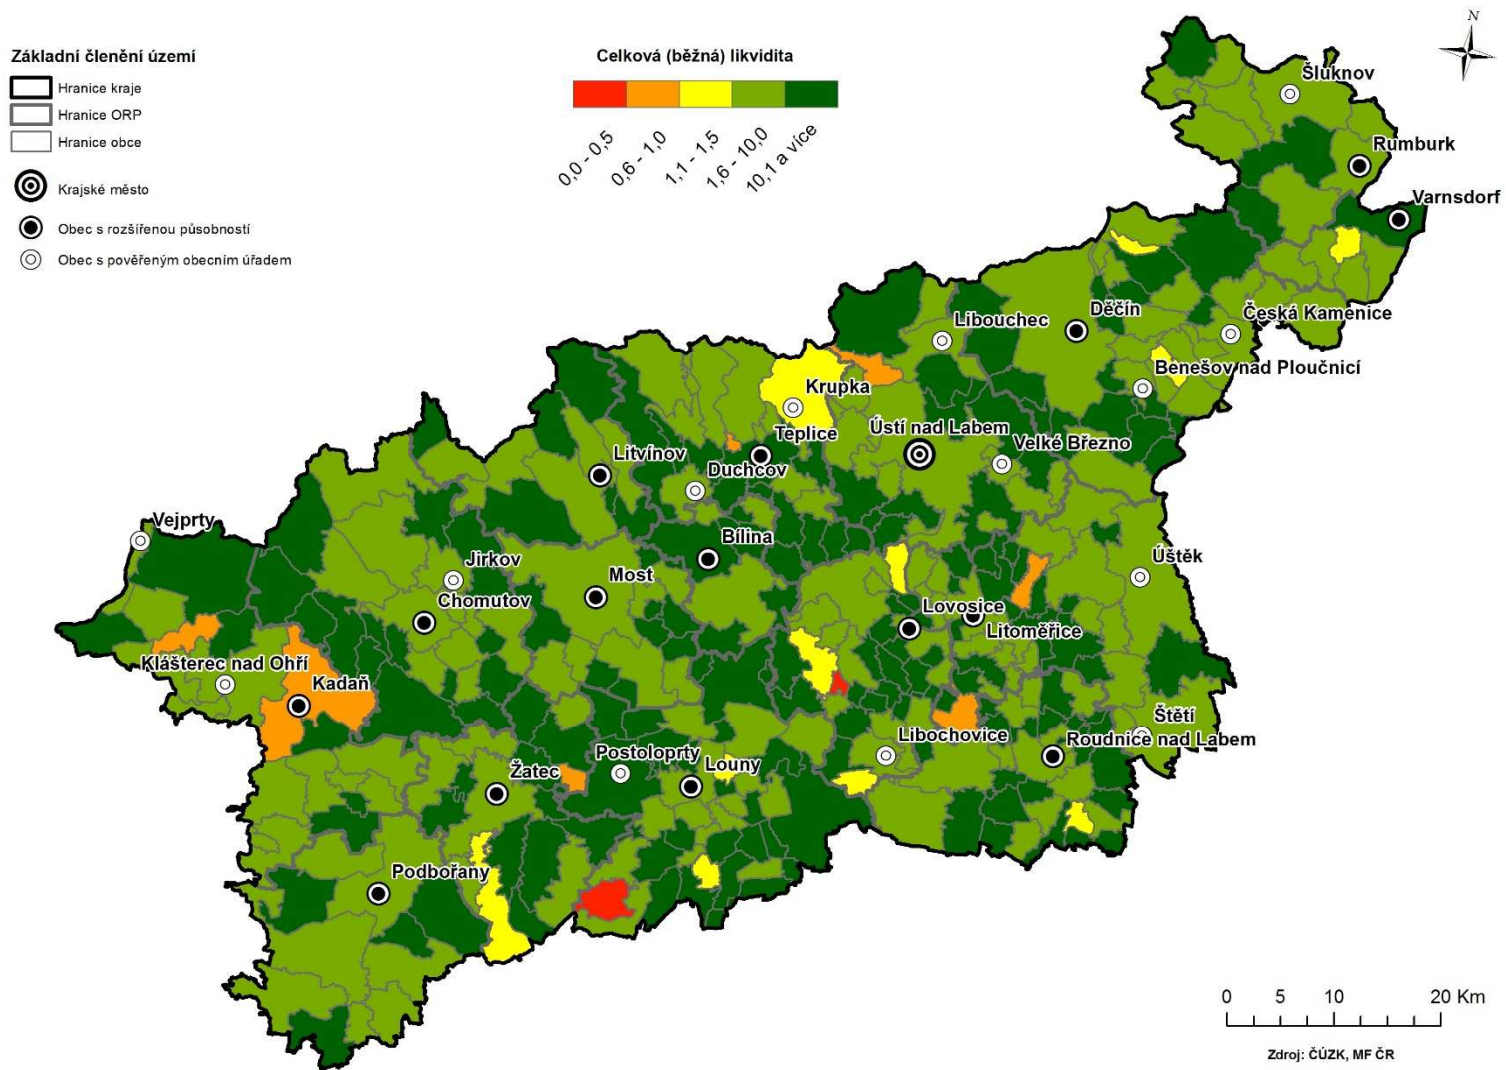 Základní členění území
Hranice kraje
Hranice ORP
Hranice obce
Krajské město
Obec s rozšířenou působností
Obec s pověřeným obecním úřadem
Celková (běžná) likvidita
0,0 - 0,5
0,6 - 1,0
1,1 - 1,5
1,6 - 10,0
10,1 a více
N
Šluknov
Rumburk
Varnsdorf
Děčín
Česká Kamenice
Libouchec
Benešov nad Ploučnicí
Krupka
Teplice
Ústí nad Labem
Velké Březno
Litvínov
Duchcov
Vejprty
Bílina
Jirkov
Most
Úštěk
Chomutov
Lovosice
Litoměřice
Klášterec nad Ohří
Kadaň
Štětí
Libochovice
Roudnice nad Labem
Postoloprty
Louny
Žatec
Podbořany
0 5 10 20 Km
Zdroj: ČÚZK, MF ČR